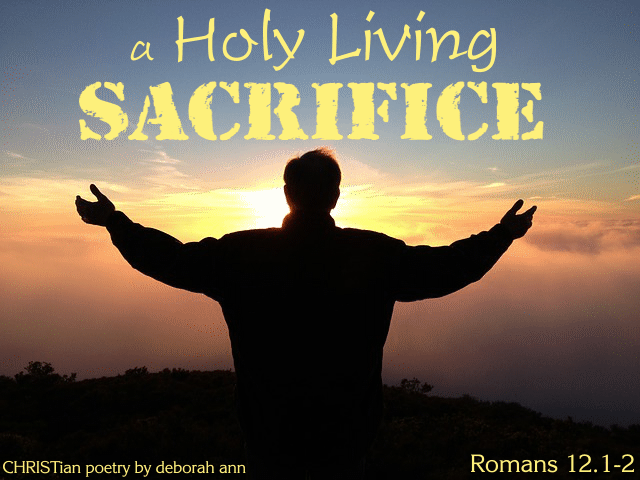 a Holy Living
SACRIFICE
CHRISTian poetry by deborah ann
Romans 12.1-2